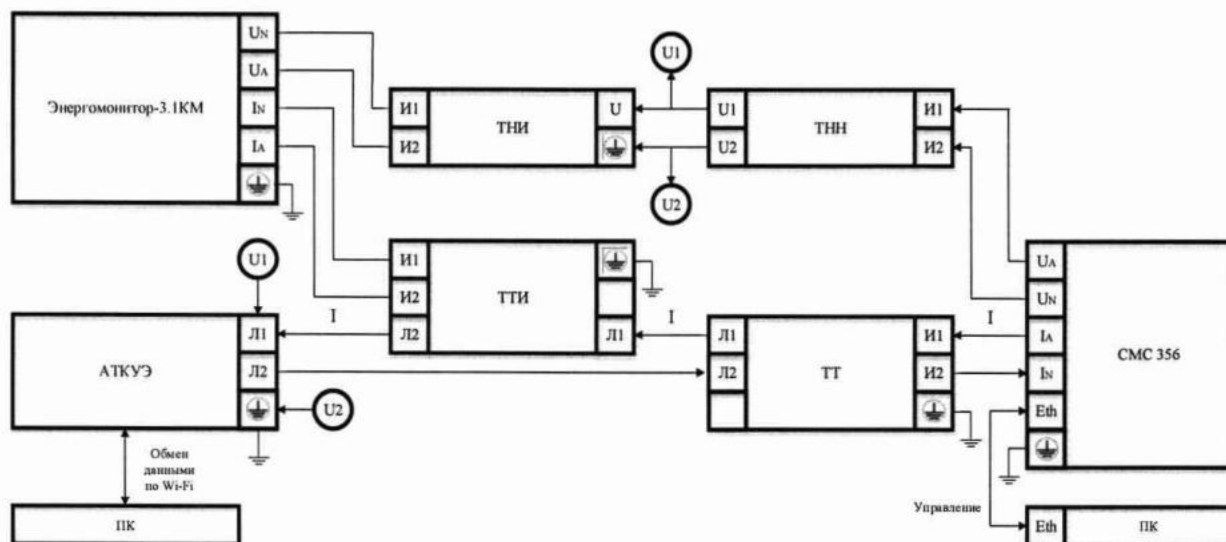 Энергомонитор-3.1КМ
UN
UA
IN
IA
ТНИ
И1
И2
U
U1
U2
ТНН
U1
U2
И1
И2
АТКУЭ
U1
Л1
Л2
U2
ТТИ
И1
И2
Л2
Л1
I
I
ТТ
Л1
Л2
И1
И2
I
СМС 356
UA
UN
IA
IN
Eth
Обмен
данными
по Wi-Fi
ПК
Управление
Eth
ПК